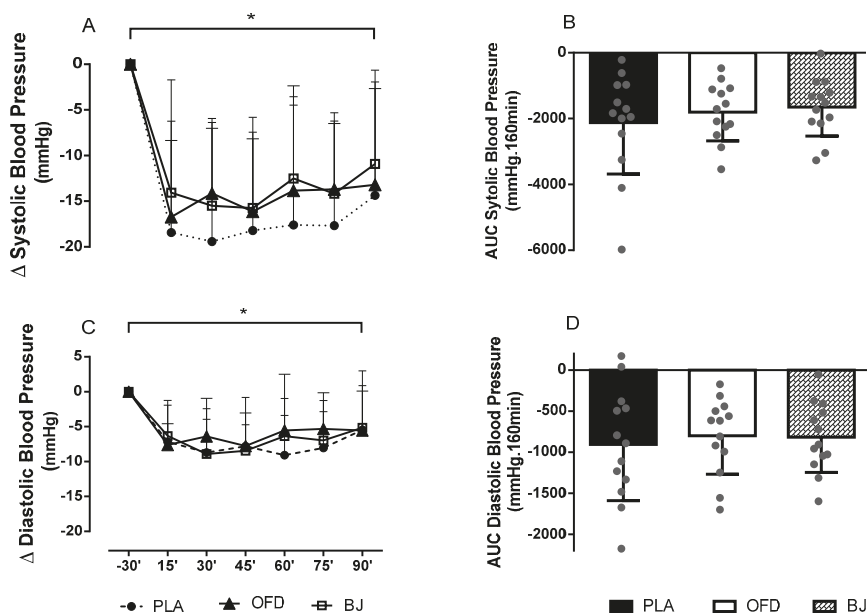 A
*
Δ Systolic Blood Pressure
(mmHg)
0
-5
-10
-15
-20
B
AUC Sytolic Blood Pressure
(mmHg.160min)
0
-2000
-4000
-6000
C
*
Δ Diastolic Blood Pressure
(mmHg)
5
0
-5
-10
-15
-20
-30' 15' 30' 45' 60' 75' 90'
PLA OFD BJ
D
AUC Diastolic Blood Pressure
(mmHg.160min)
0
-500
-1000
-1500
-2000
PLA OFD BJ